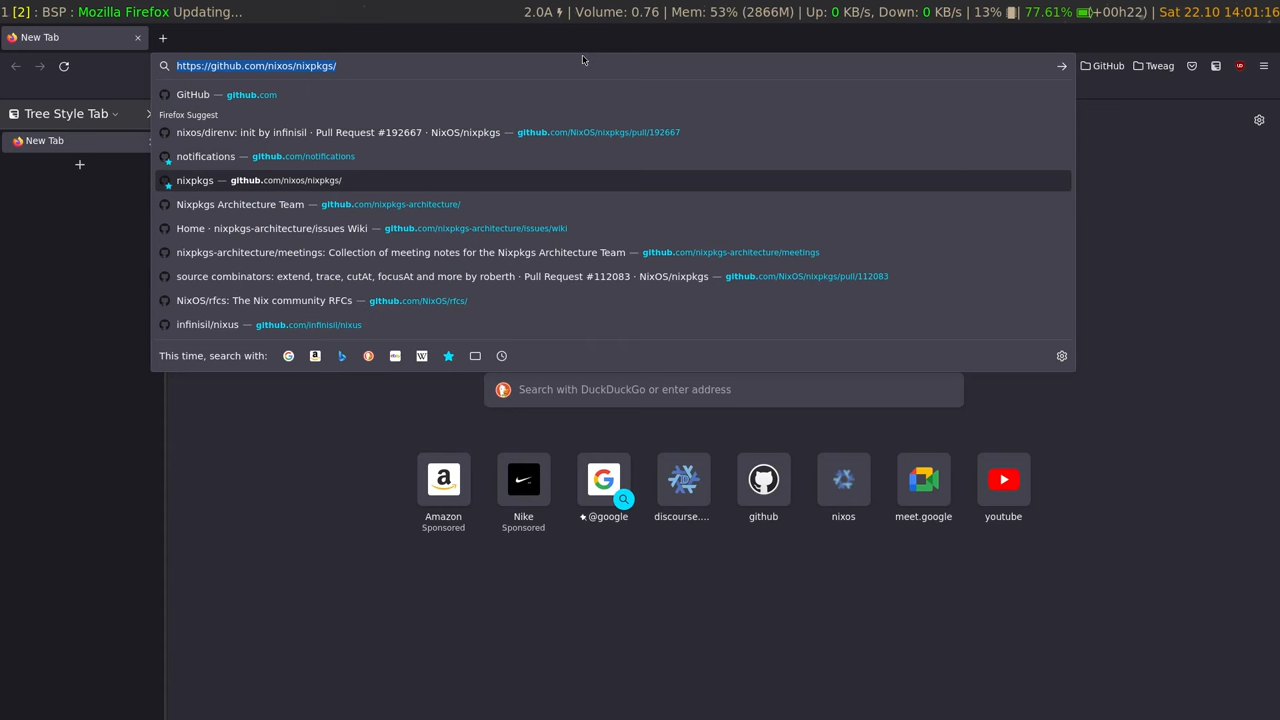 1 [2] : BSP : Mozilla Firefox Updating... 2.0A | Volume: 0.76 | Mem: 53% (2866M) | Up: 0 KB/s, Down: 0 KB/s | 13% | 77.61% +00h22 | Sat 22.10 14:01:16
New Tab
https://github.com/nixos/nixpkgs/
GitHub
Tweag
GitHub — github.com
Tree Style Tab
Firefox Suggest
nixos/direnv: init by infinisil · Pull Request #192667 · NixOS/nixpkgs — github.com/NixOS/nixpkgs/pull/192667
New Tab
notifications — github.com/notifications
nixpkgs — github.com/nixos/nixpkgs/
Nixpkgs Architecture Team — github.com/nixpkgs-architecture/
Home · nixpkgs-architecture/issues Wiki — github.com/nixpkgs-architecture/issues/wiki
nixpkgs-architecture/meetings: Collection of meeting notes for the Nixpkgs Architecture Team — github.com/nixpkgs-architecture/meetings
source combinators: extend, trace, cutAt, focusAt and more by roberth · Pull Request #112083 · NixOS/nixpkgs — github.com/NixOS/nixpkgs/pull/112083
NixOS/rfcs: The Nix community RFCs — github.com/NixOS/rfcs/
infinisil/nixus — github.com/infinisil/nixus
This time, search with:
Search with DuckDuckGo or enter address
Amazon
Sponsored
Nike
Sponsored
@google
discourse....
github
nixos
meet.google
youtube